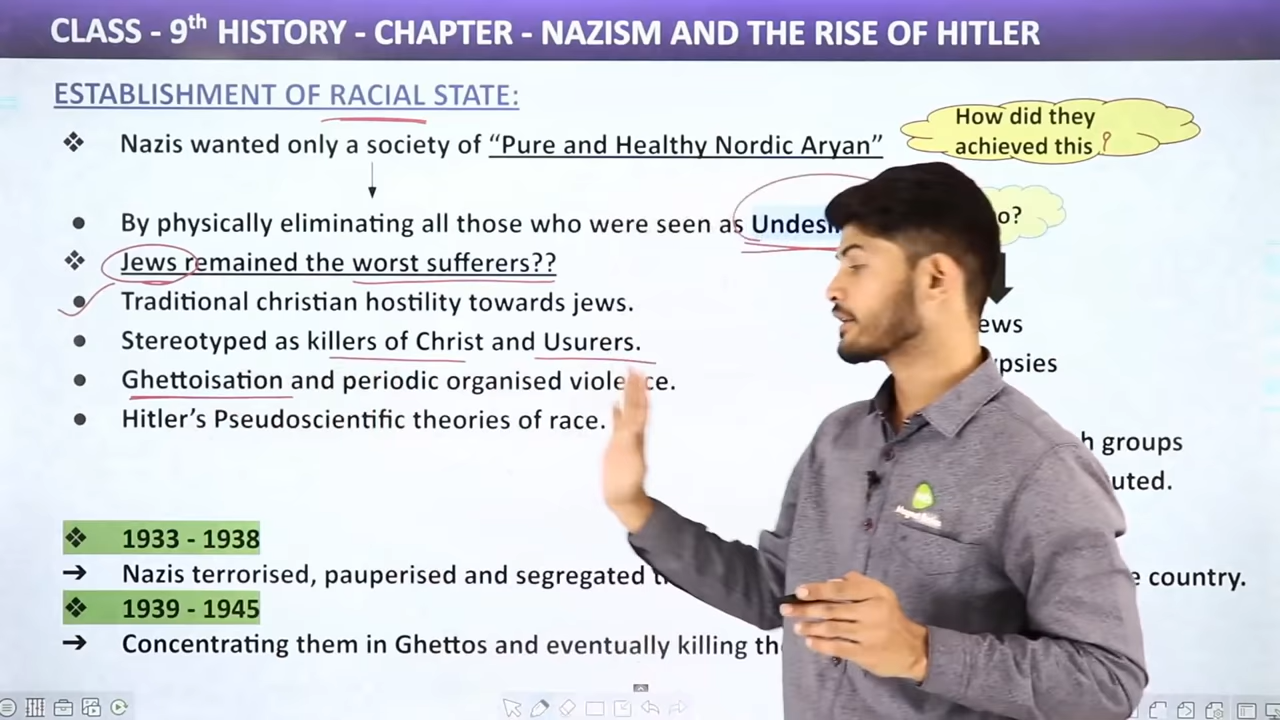 CLASS - 9th HISTORY - CHAPTER - NAZISM AND THE RISE OF HITLER
ESTABLISHMENT OF RACIAL STATE:
How did they
achieved this ?
❖ Nazis wanted only a society of “Pure and Healthy Nordic Aryan”
• By physically eliminating all those who were seen as
❖ Jews remained the worst sufferers??
• Traditional christian hostility towards jews.
• Stereotyped as killers of Christ and Usurers.
• Ghettoisation and periodic organised violence.
• Hitler’s Pseudoscientific theories of race.
groups
❖ 1933 - 1938
→ Nazis terrorised, pauperised and segregated country.
❖ 1939 - 1945
→ Concentrating them in Ghettos and eventually killing